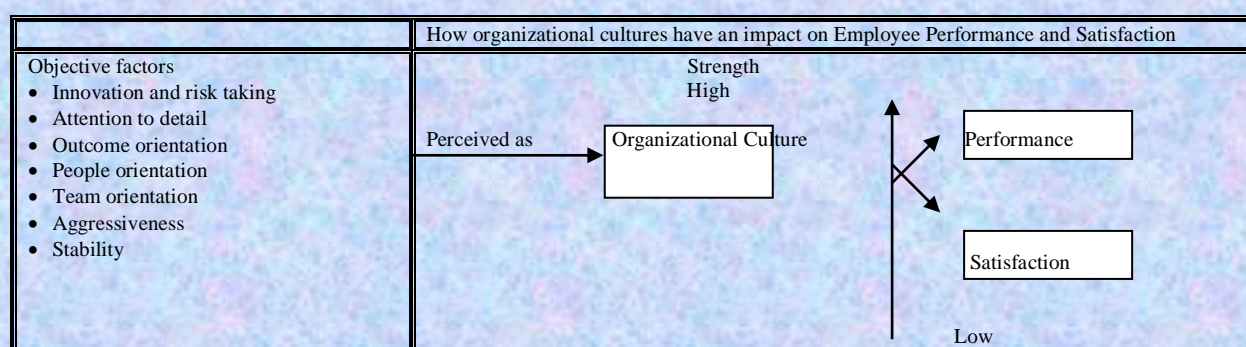 How organizational cultures have an impact on Employee Performance and Satisfaction
Objective factors
• Innovation and risk taking
• Attention to detail
• Outcome orientation
• People orientation
• Team orientation
• Aggressiveness
• Stability
Strength
High
Perceived as
Organizational Culture
Performance
Satisfaction
Low